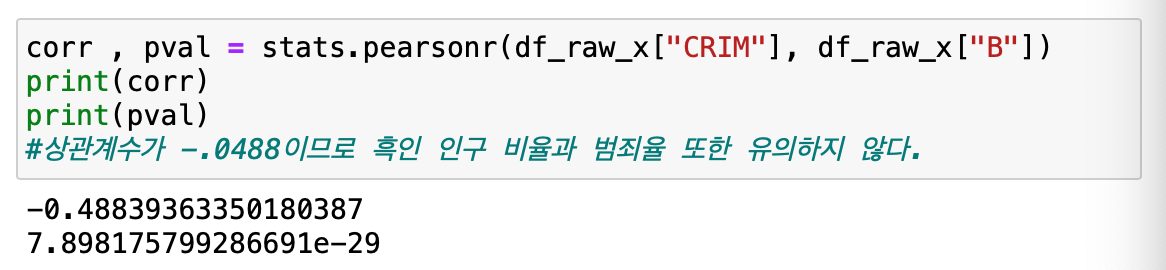 corr , pval = stats.pearsonr(df_raw_x["CRIM"], df_raw_x["B"])
print(corr)
print(pval)
#상관계수가 -.0488이므로 흑인 인구 비율과 범죄율 또한 유의하지 않다.
-0.48839363350180387
7.898175799286691e-29